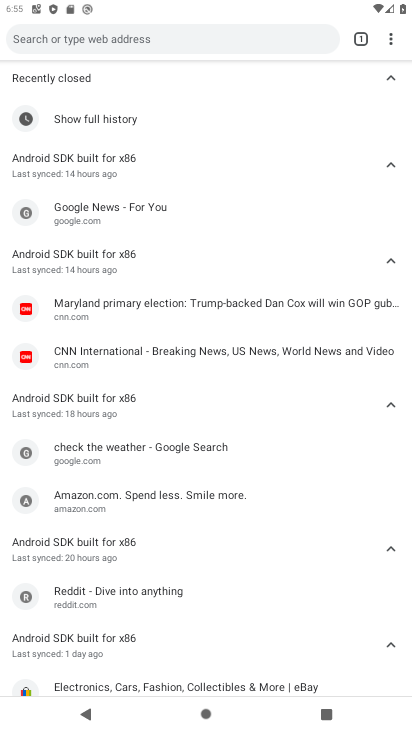 6:55
Search or type web address
1
Recently closed
Show full history
Android SDK built for x86
Last synced: 14 hours ago
G
Google News - For You
google.com
Android SDK built for x86
Last synced: 14 hours ago
CNN
Maryland primary election: Trump-backed Dan Cox will win GOP gub...
cnn.com
CNN
CNN International - Breaking News, US News, World News and Video
cnn.com
Android SDK built for x86
Last synced: 18 hours ago
G
check the weather - Google Search
google.com
A
Amazon.com. Spend less. Smile more.
amazon.com
Android SDK built for x86
Last synced: 20 hours ago
R
Reddit - Dive into anything
reddit.com
Android SDK built for x86
Last synced: 1 day ago
Electronics, Cars, Fashion, Collectibles & More | eBay